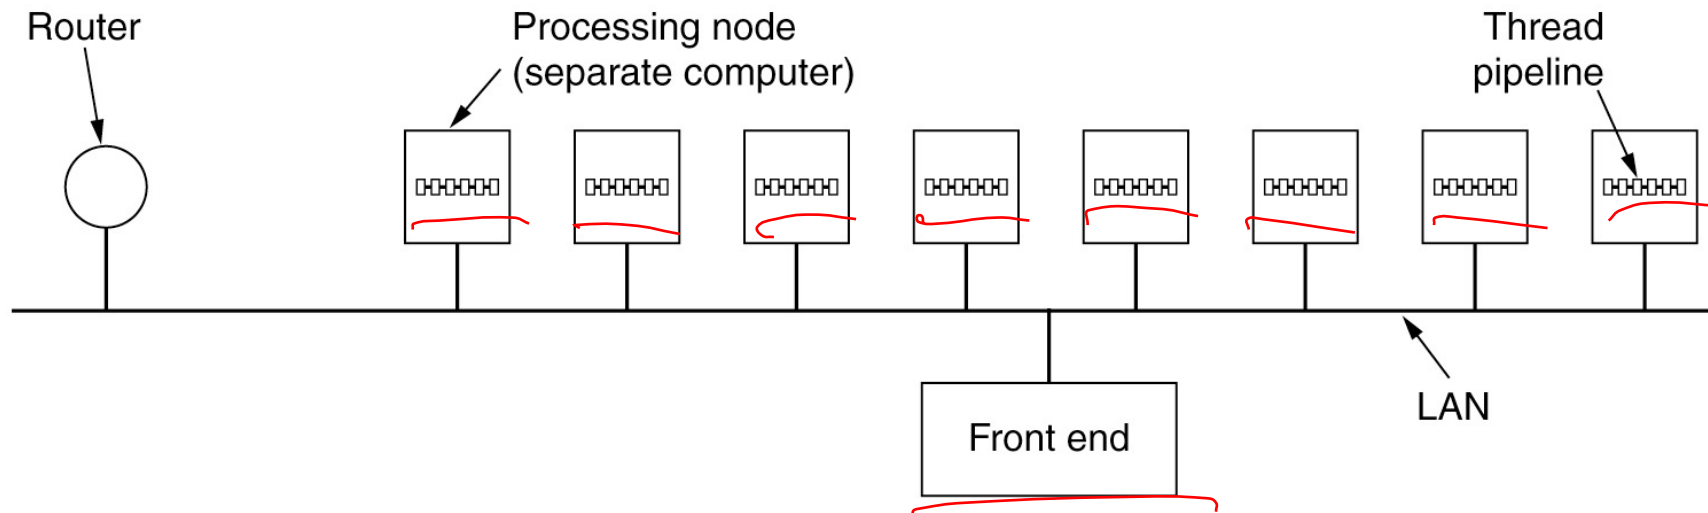 Router
Processing node
(separate computer)
Thread
pipeline
Front end
LAN